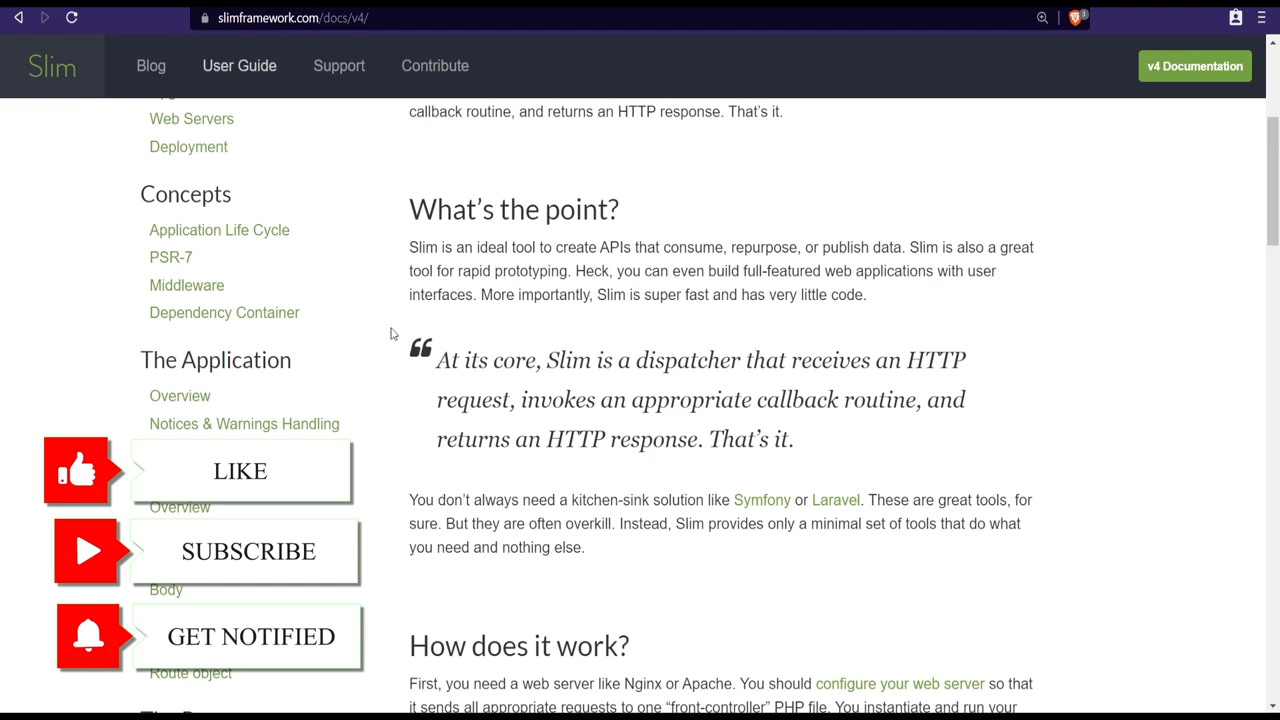 slimframework.com/docs/v4/
1
Slim
Blog
User Guide
Support
Contribute
v4 Documentation
Web Servers
Deployment
Concepts
Application Life Cycle
PSR-7
Middleware
Dependency Container
The Application
Overview
Notices & Warnings Handling
LIKE
Overview
SUBSCRIBE
Body
GET NOTIFIED
Route object
callback routine, and returns an HTTP response. That’s it.
What’s the point?
Slim is an ideal tool to create APIs that consume, repurpose, or publish data. Slim is also a great
tool for rapid prototyping. Heck, you can even build full-featured web applications with user
interfaces. More importantly, Slim is super fast and has very little code.
“ At its core, Slim is a dispatcher that receives an HTTP
request, invokes an appropriate callback routine, and
returns an HTTP response. That’s it.
You don’t always need a kitchen-sink solution like Symfony or Laravel. These are great tools, for
sure. But they are often overkill. Instead, Slim provides only a minimal set of tools that do what
you need and nothing else.
How does it work?
First, you need a web server like Nginx or Apache. You should configure your web server so that
it sends all appropriate requests to one “front-controller” PHP file. You instantiate and run your